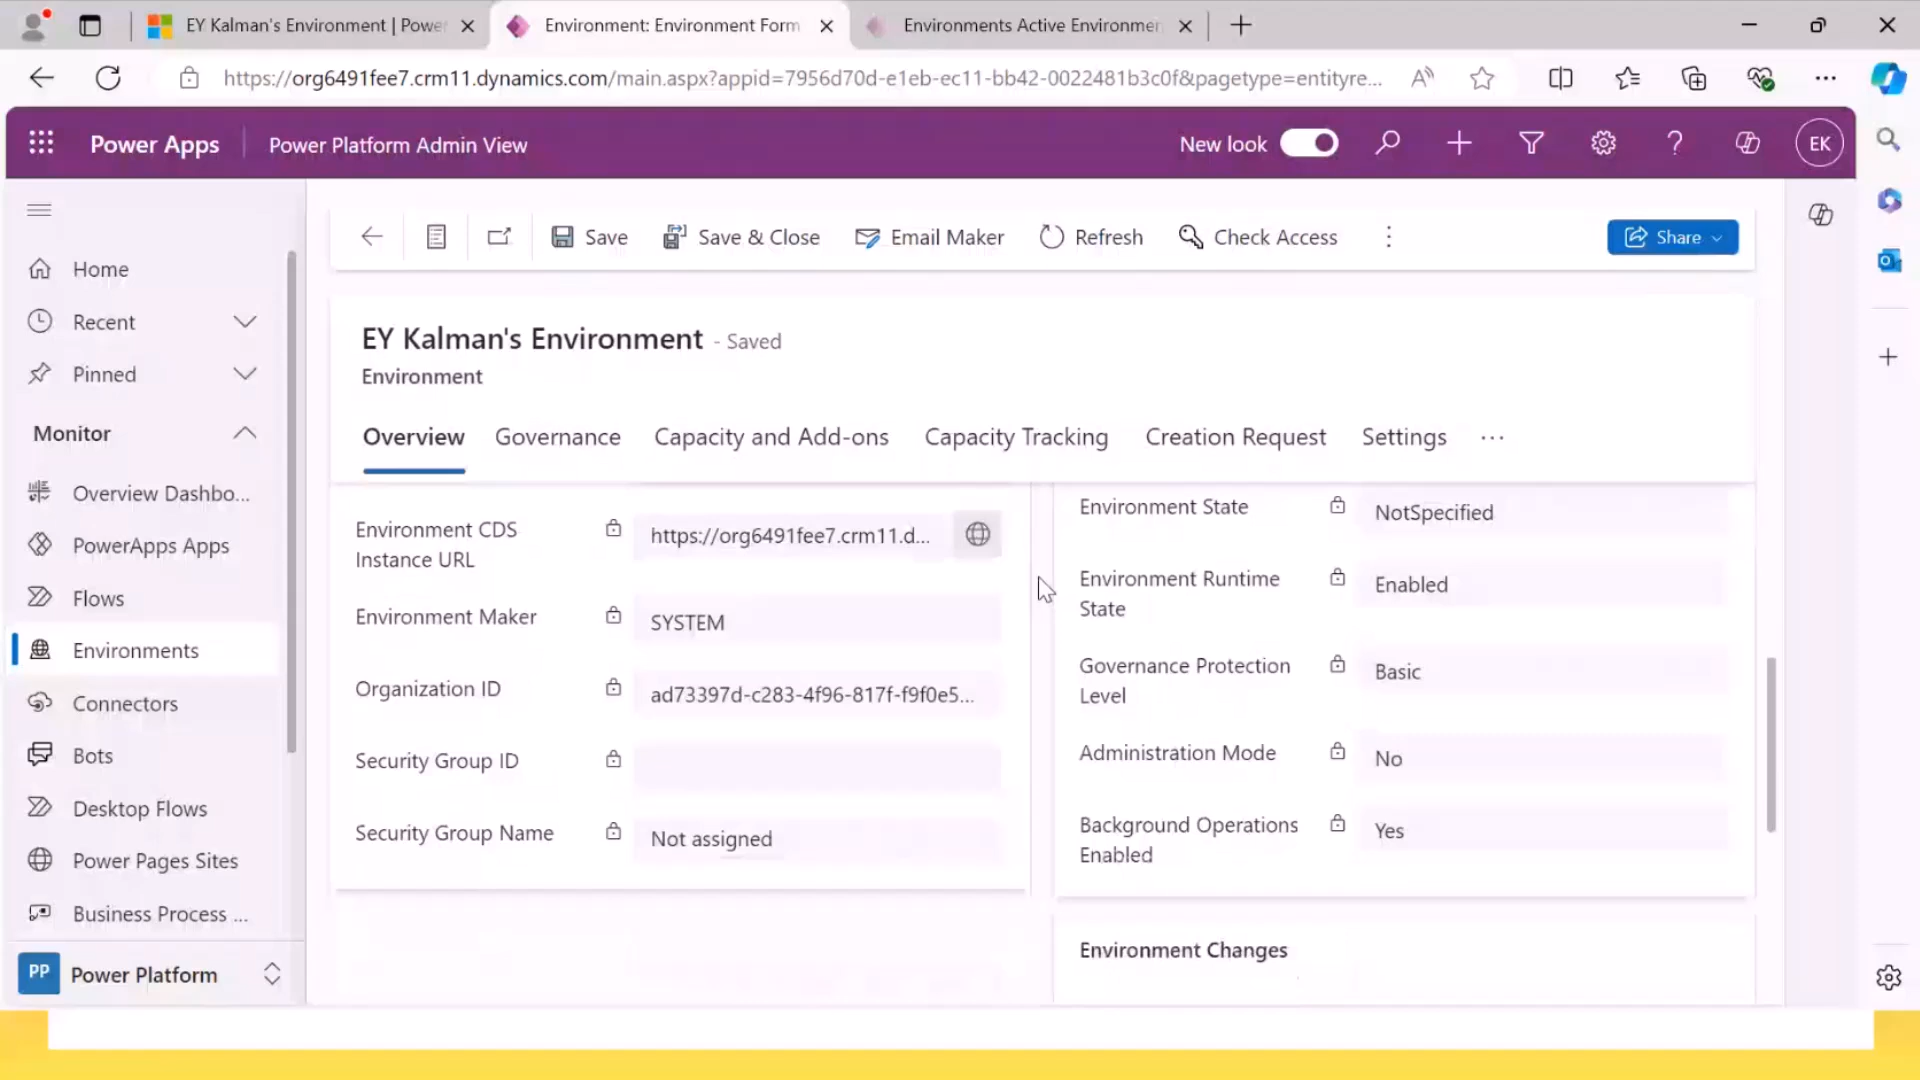 EY Kalman's Environment | Powe
Environment: Environment Form
Environments Active Environmen
https://org6491fee7.crm11.dynamics.com/main.aspx?appid=7956d70d-e1eb-ec11-bb42-0022481b3c0f&pagetype=entityre...
Power Apps
Power Platform Admin View
New look
EK
Save
Save & Close
Email Maker
Refresh
Check Access
Share
Home
Recent
Pinned
Monitor
Overview Dashbo...
PowerApps Apps
Flows
Environments
Connectors
Bots
Desktop Flows
Power Pages Sites
Business Process ...
PP Power Platform
EY Kalman's Environment - Saved
Environment
Overview
Governance
Capacity and Add-ons
Capacity Tracking
Creation Request
Settings
Environment CDS
Instance URL
https://org6491fee7.crm11.d...
Environment Maker
SYSTEM
Organization ID
ad73397d-c283-4f96-817f-f9f0e5...
Security Group ID
Security Group Name
Not assigned
Environment State
NotSpecified
Environment Runtime
State
Enabled
Governance Protection
Level
Basic
Administration Mode
No
Background Operations
Enabled
Yes
Environment Changes